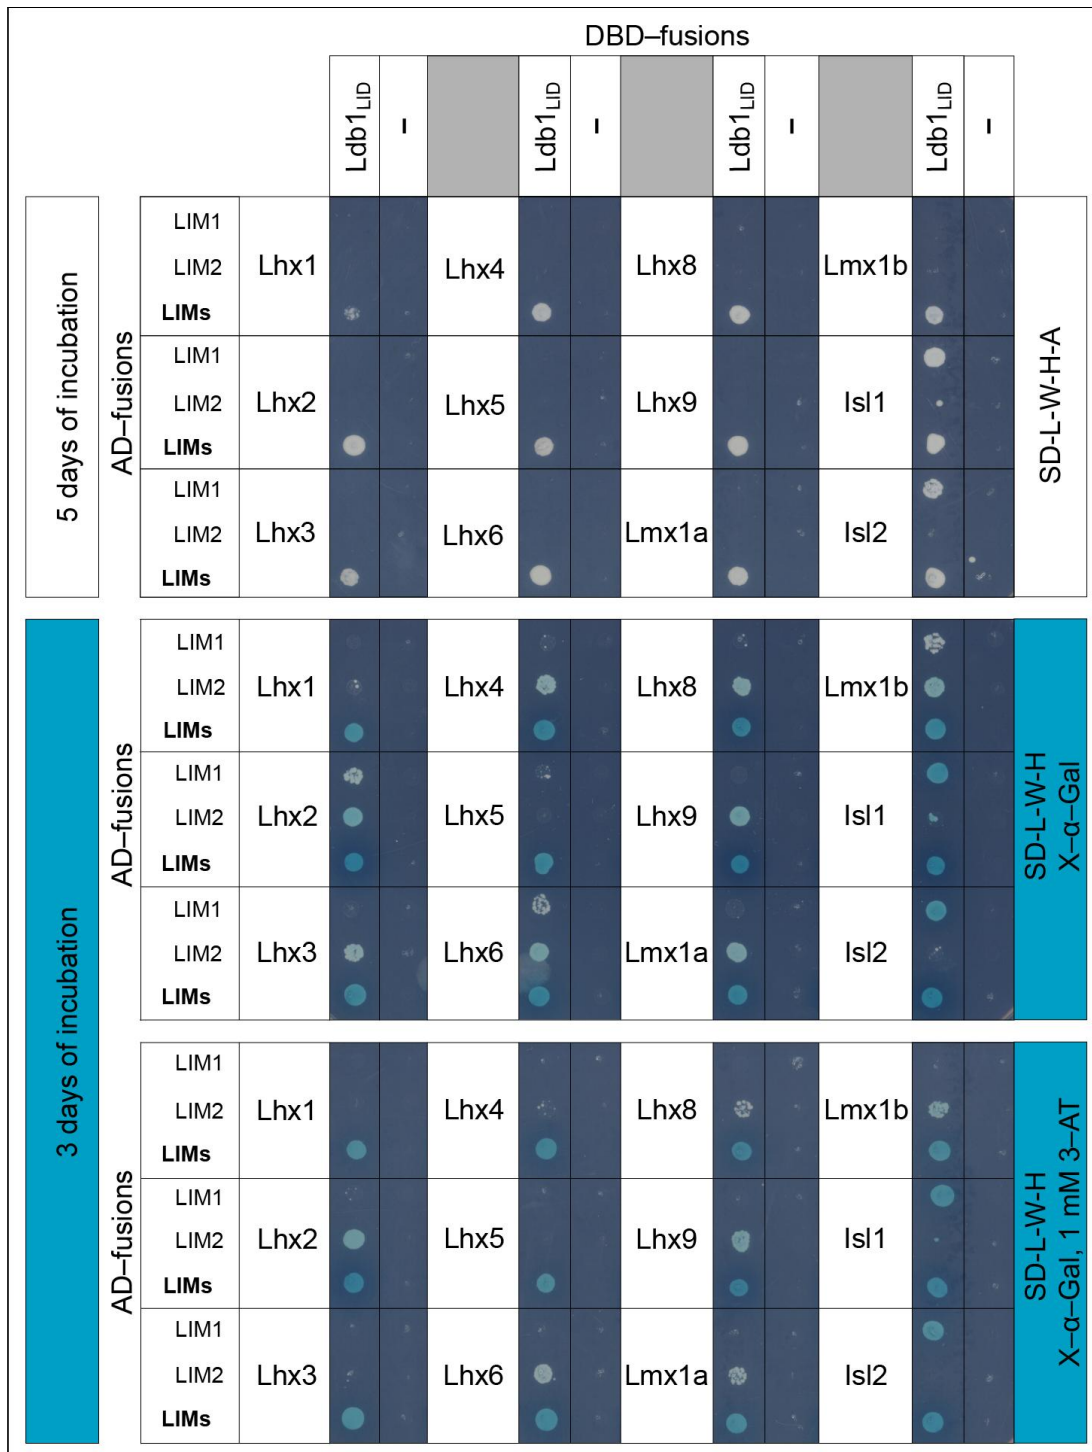 DBD–fusions
Ldb1LID – Ldb1LID – Ldb1LID – Ldb1LID –
5 days of incubation
AD–fusions
SD-L-W-H-A
LIM1
LIM2 Lhx1 Lhx4 Lhx8 Lmx1b
LIMs
LIM1
LIM2 Lhx2 Lhx5 Lhx9 Isl1
LIMs
LIM1
LIM2 Lhx3 Lhx6 Lmx1a Isl2
LIMs
3 days of incubation
AD–fusions
SD-L-W-H
X–α–Gal
LIM1
LIM2 Lhx1 Lhx4 Lhx8 Lmx1b
LIMs
LIM1
LIM2 Lhx2 Lhx5 Lhx9 Isl1
LIMs
LIM1
LIM2 Lhx3 Lhx6 Lmx1a Isl2
LIMs
AD–fusions
SD-L-W-H
X–α–Gal, 1 mM 3–AT
LIM1
LIM2 Lhx1 Lhx4 Lhx8 Lmx1b
LIMs
LIM1
LIM2 Lhx2 Lhx5 Lhx9 Isl1
LIMs
LIM1
LIM2 Lhx3 Lhx6 Lmx1a Isl2
LIMs